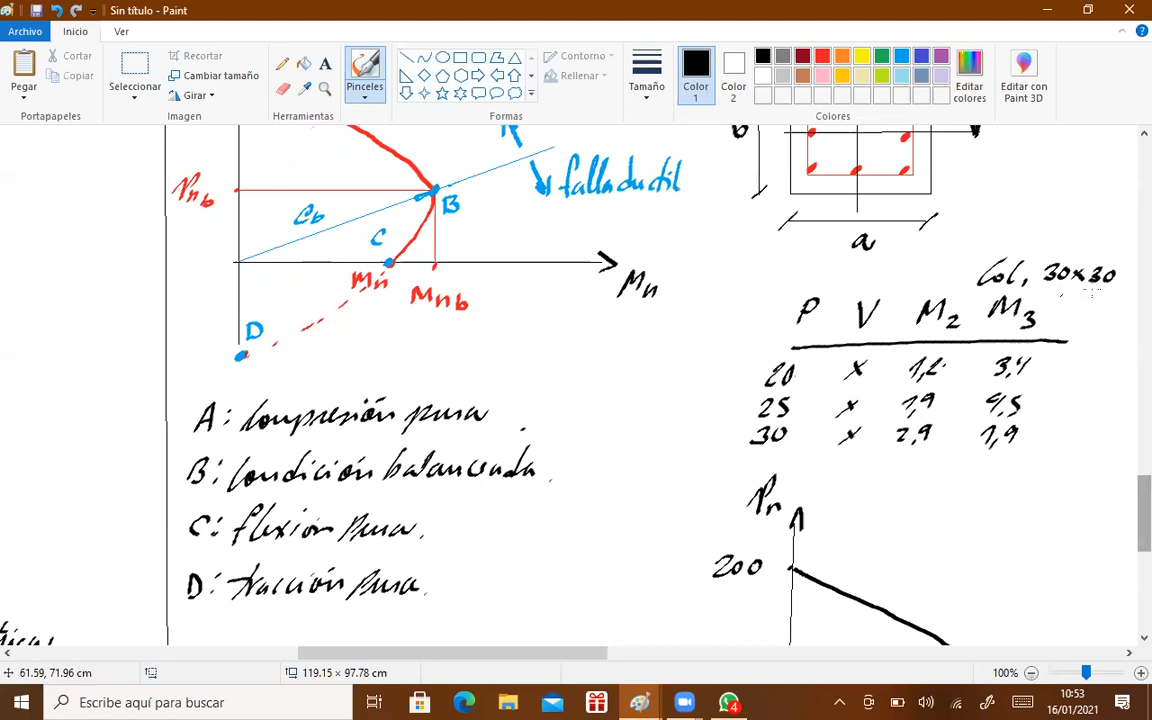 Sin título - Paint
Archivo Inicio Ver
Pegar
Cortar
Copiar
Portapapeles
Seleccionar
Recortar
Cambiar tamaño
Girar
Imagen
Herramientas
Pinceles
Contorno
Rellenar
Formas
Tamaño
Color 1
Color 2
Editar colores
Editar con Paint 3D
Colores
Pnb
Cb
B
falla ductil
C
Mn
Mnb
Mn
D
b
a
Col, 30x30
P V M2 M3
20 x 1,2 3,4
25 x 1,9 4,5
30 x 2,9 1,9
A: Compresión pura
B: Condición balanceada
C: flexión pura.
D: tracción pura.
Pn
200
61.59, 71.96 cm
119.15 × 97.78 cm
100%
Escribe aquí para buscar
4
10:53
16/01/2021